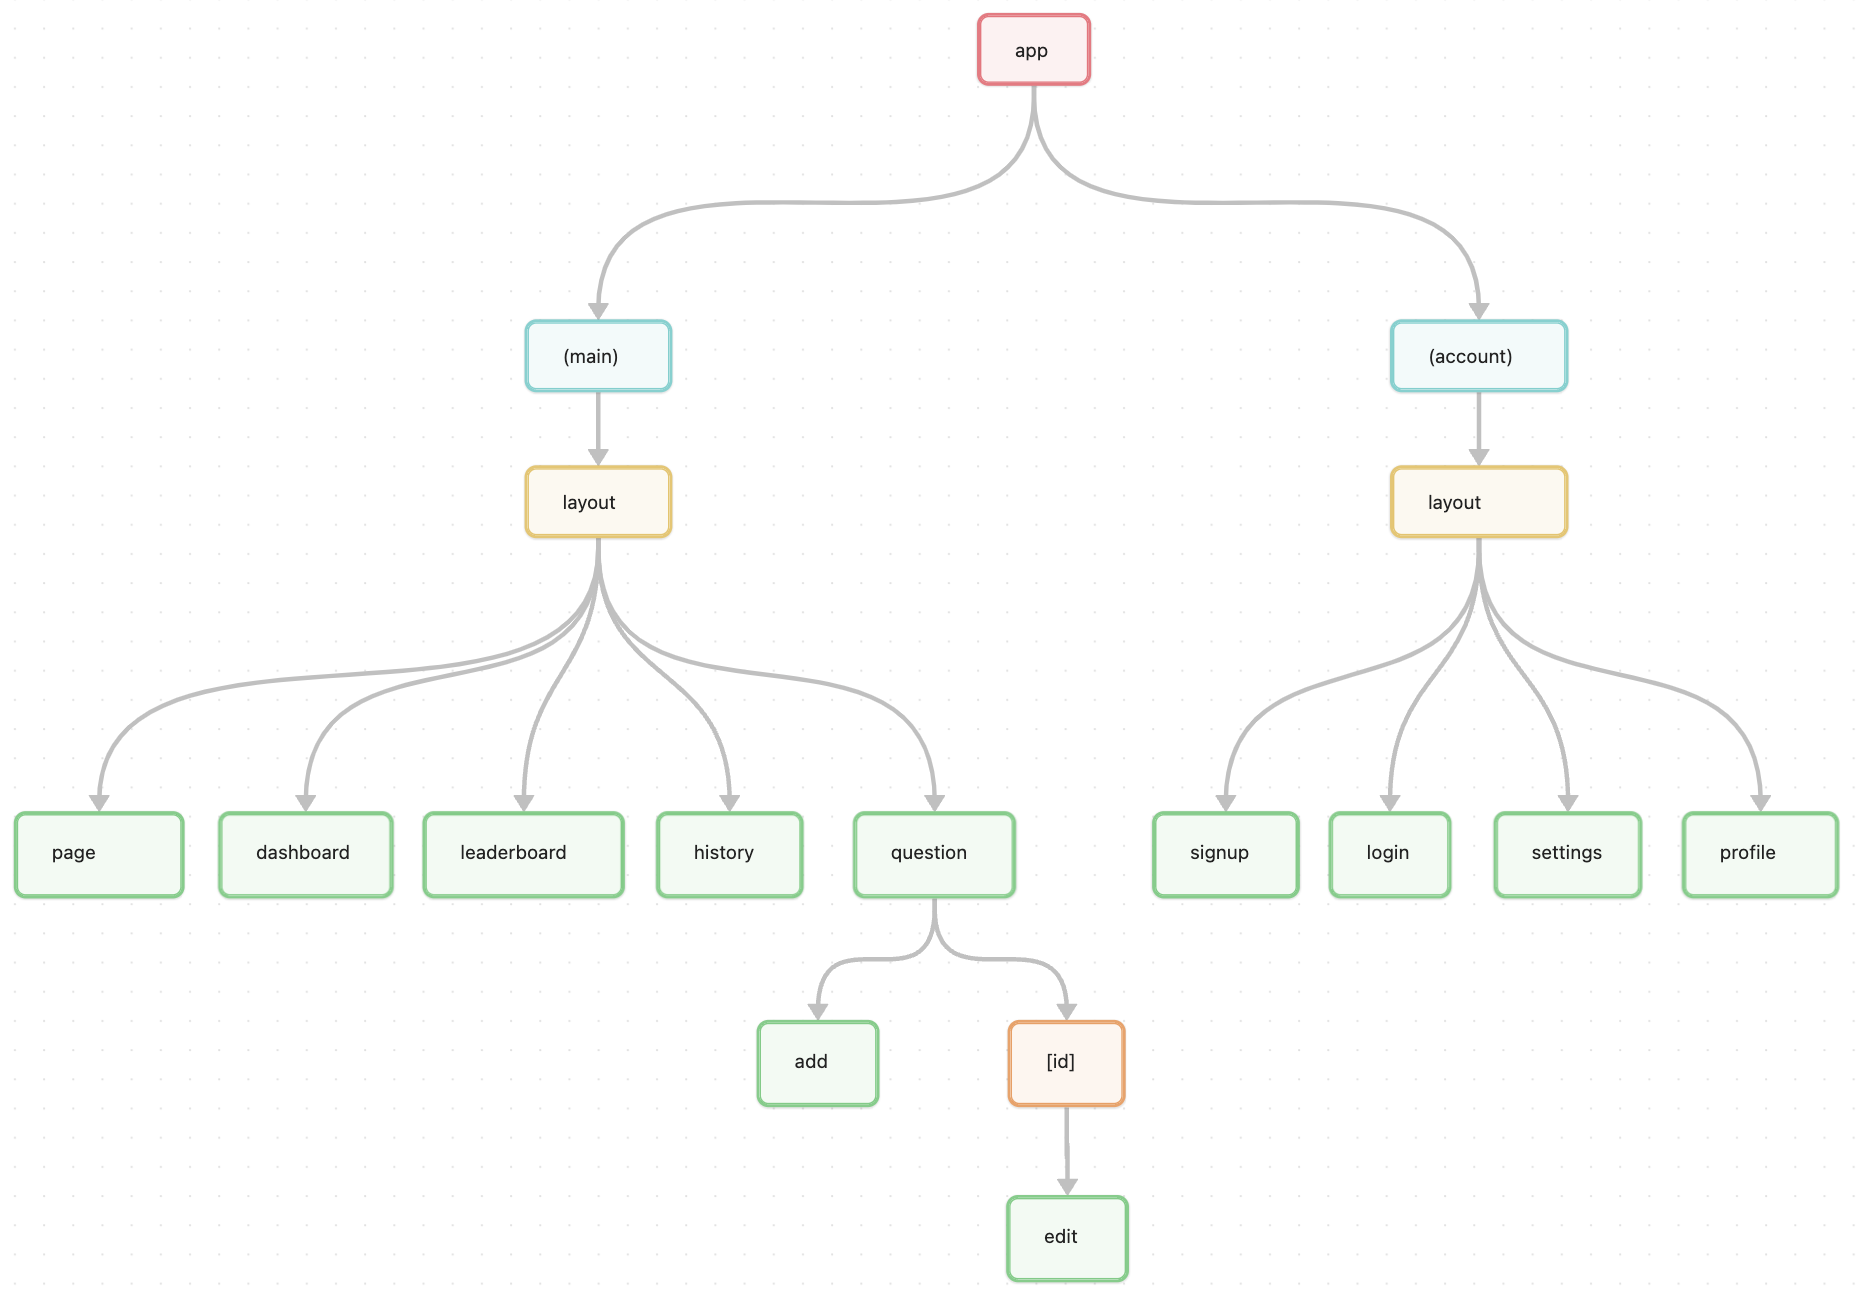 app
(main)
(account)
layout
layout
page
dashboard
leaderboard
history
question
signup
login
settings
profile
add
[id]
edit